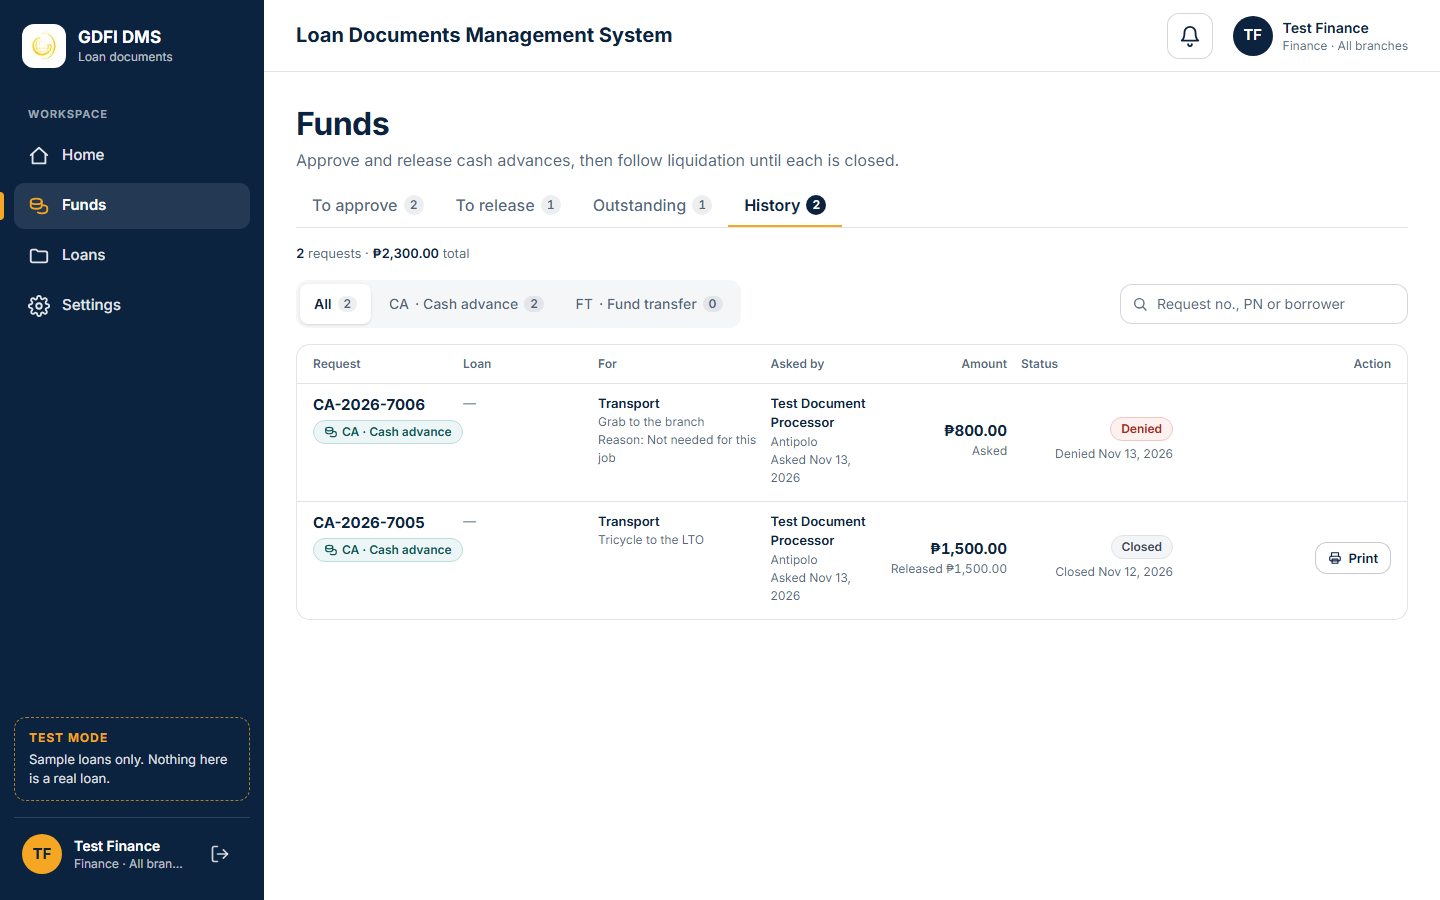 GDFI DMS
Loan documents
WORKSPACE
Home
Funds
Loans
Settings
TEST MODE
Sample loans only. Nothing here
is a real loan.
TF
Test Finance
Finance · All bran...
Loan Documents Management System
TF
Test Finance
Finance · All branches
Funds
Approve and release cash advances, then follow liquidation until each is closed.
To approve 2
To release 1
Outstanding 1
History 2
2 requests · ₱2,300.00 total
All 2
CA · Cash advance 2
FT · Fund transfer 0
Request no., PN or borrower
Request Loan For Asked by Amount Status Action
CA-2026-7006
CA · Cash advance
—
Transport
Grab to the branch
Reason: Not needed for this
job
Test Document
Processor
Antipolo
Asked Nov 13,
2026
₱800.00
Asked
Denied
Denied Nov 13, 2026
CA-2026-7005
CA · Cash advance
—
Transport
Tricycle to the LTO
Test Document
Processor
Antipolo
Asked Nov 13,
2026
₱1,500.00
Released ₱1,500.00
Closed
Closed Nov 12, 2026
Print